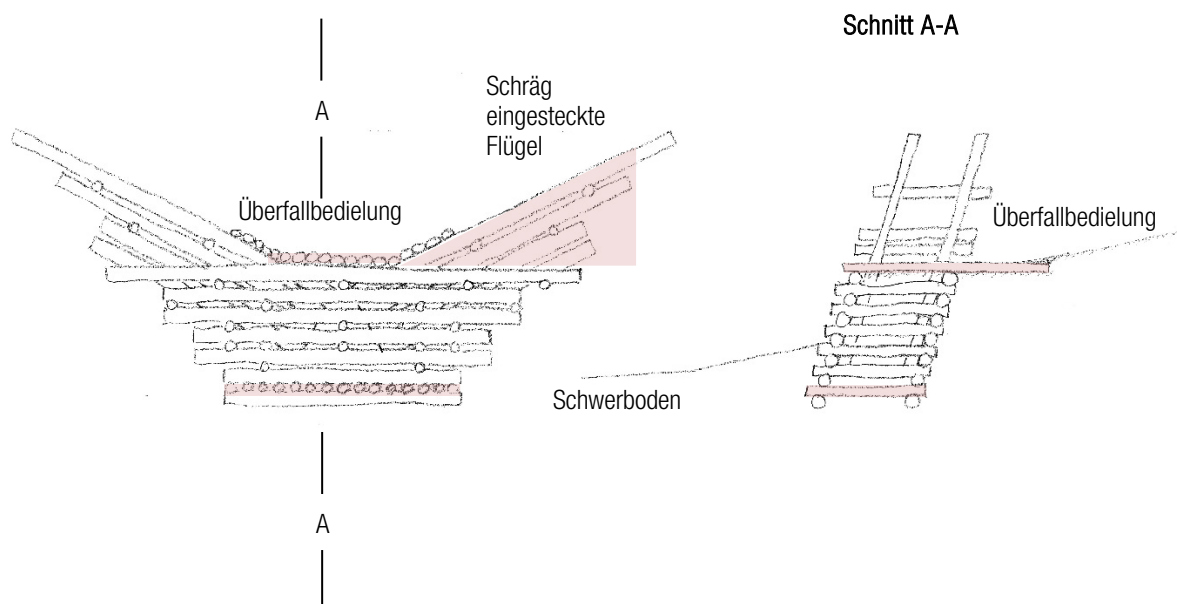 Schnitt A-A
A
Schräg
eingesteckte
Flügel
Überfallbedielung
Überfallbedielung
Schwerboden
A